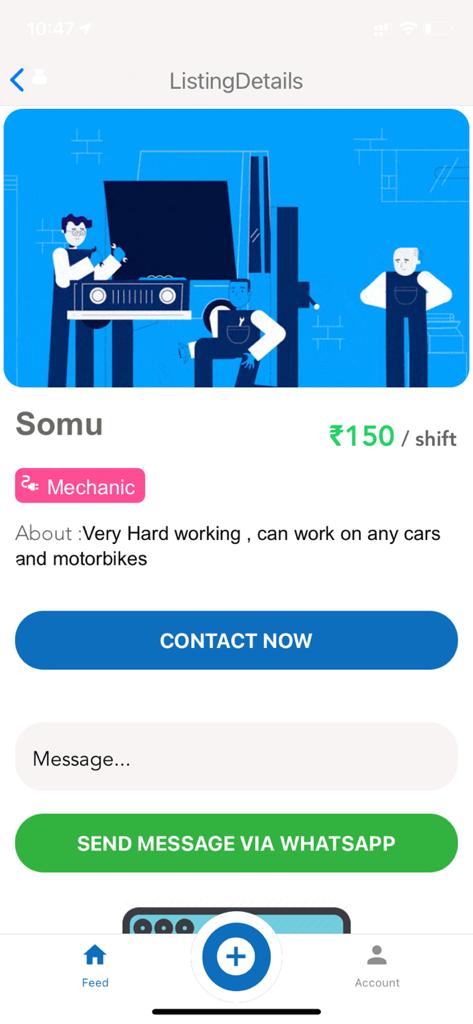 10:47
ListingDetails
Somu
₹150 / shift
Mechanic
About :Very Hard working , can work on any cars
and motorbikes
CONTACT NOW
Message...
SEND MESSAGE VIA WHATSAPP
Feed
Account